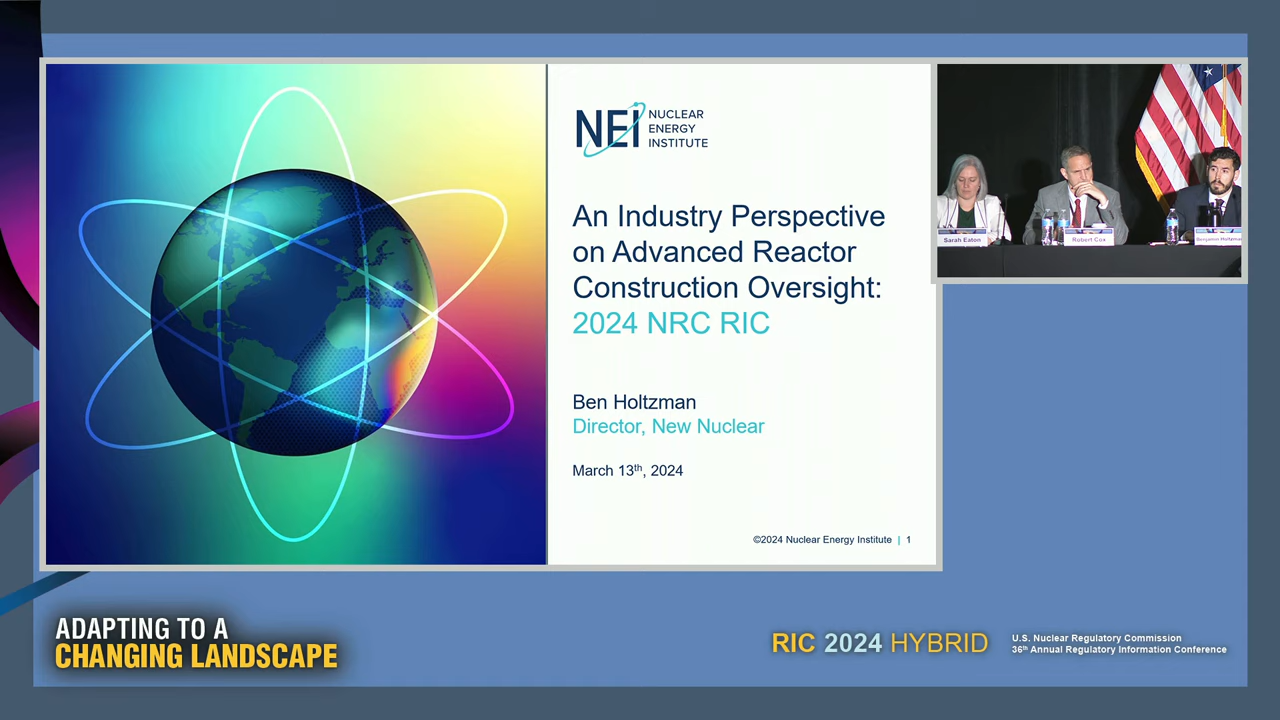 NEI NUCLEAR
ENERGY
INSTITUTE
An Industry Perspective
on Advanced Reactor
Construction Oversight:
2024 NRC RIC
Ben Holtzman
Director, New Nuclear
March 13th, 2024
©2024 Nuclear Energy Institute | 1
Sarah Eaton
Robert Cox
Benjamin Holtzman
ADAPTING TO A
CHANGING LANDSCAPE
RIC 2024 HYBRID
U.S. Nuclear Regulatory Commission
36th Annual Regulatory Information Conference